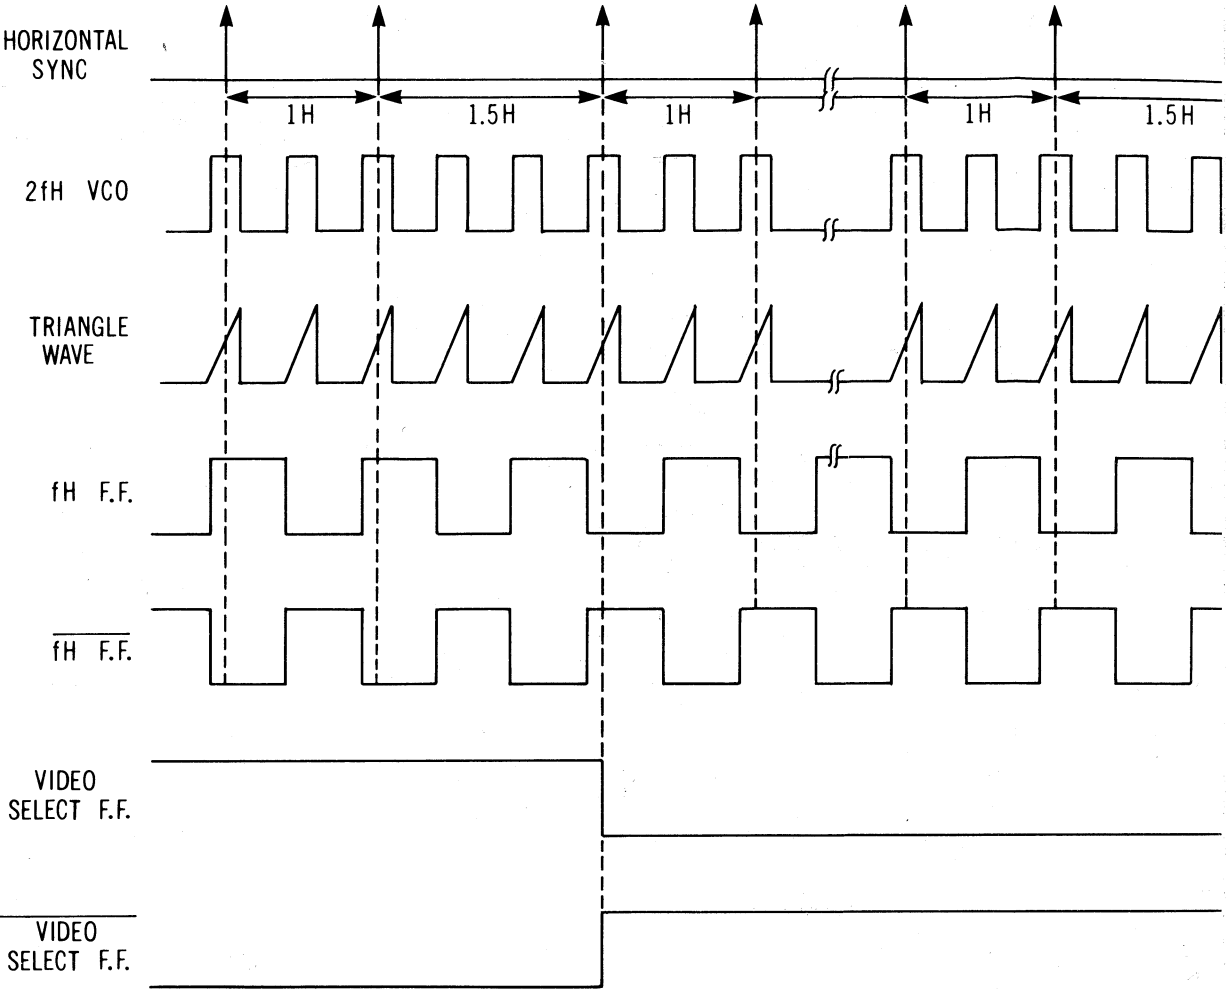 HORIZONTAL
SYNC
1H
1.5H
1H
1H
1.5H
2fH VCO
TRIANGLE
WAVE
fH F.F.
fH F.F.
VIDEO
SELECT F.F.
VIDEO
SELECT F.F.